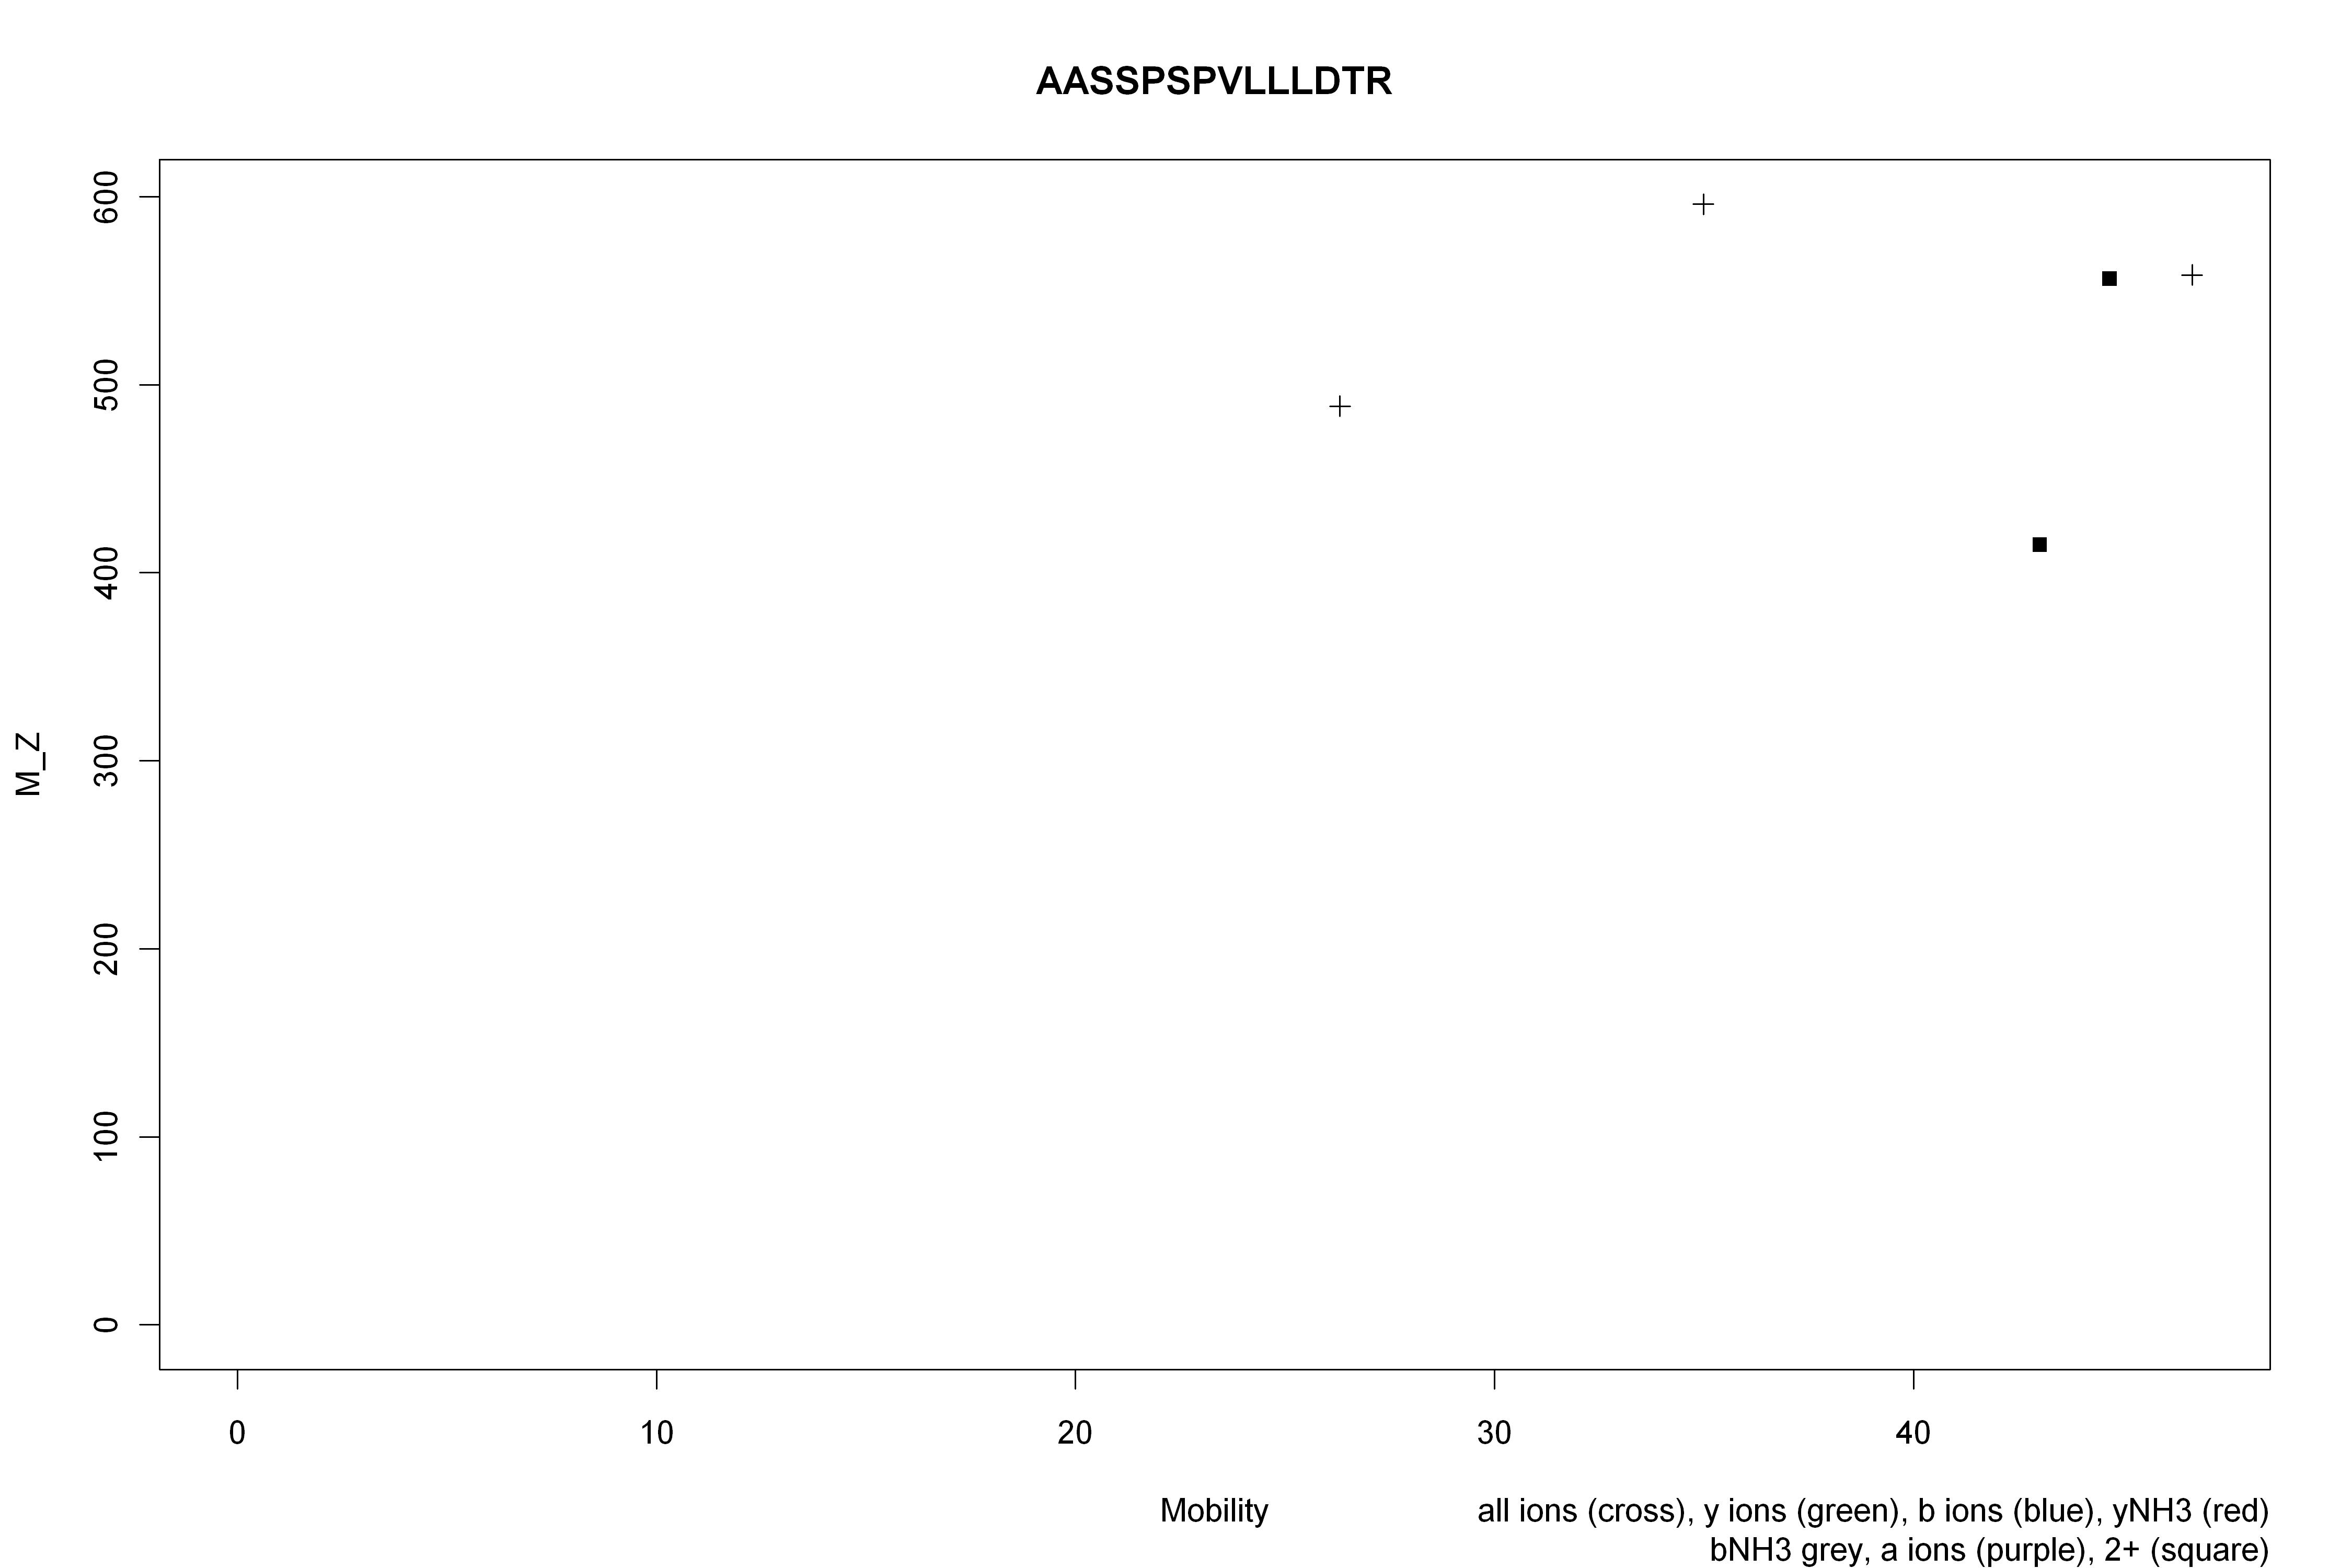 AASSPSPVLLLDTR
600
500
400
300
200
100
0
M_Z
0 10 20 30 40
Mobility
all ions (cross), y ions (green), b ions (blue), yNH3 (red)
bNH3 grey, a ions (purple), 2+ (square)